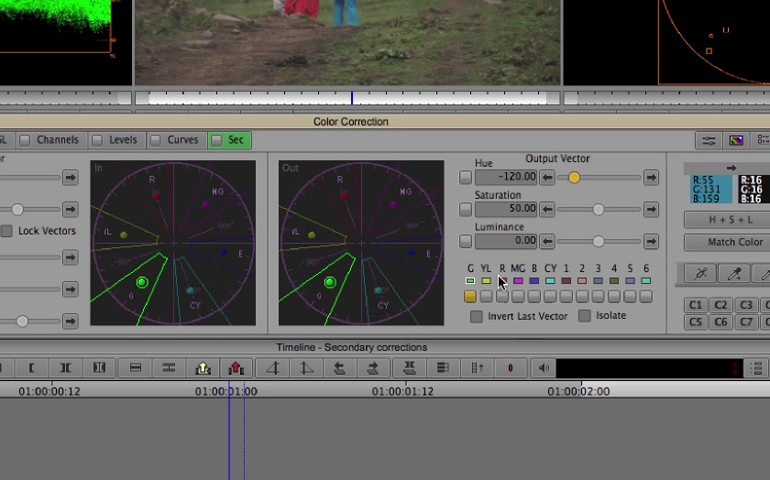 Color Correction
Channels
Levels
Curves
Sec
In
Out
R
MG
YL
G
CY
R
MG
YL
G
CY
Lock Vectors
Output Vector
Hue
-120.00
Saturation
50.00
Luminance
0.00
G YL R MG B CY 1 2 3 4 5 6
Invert Last Vector
Isolate
R:55
G:131
B:159
R:16
G:16
B:16
H + S + L
Match Color
C1 C2 C3
C5 C6 C7
Timeline - Secondary corrections
01:00:00:12
01:00:01:00
01:00:01:12
01:00:02:00